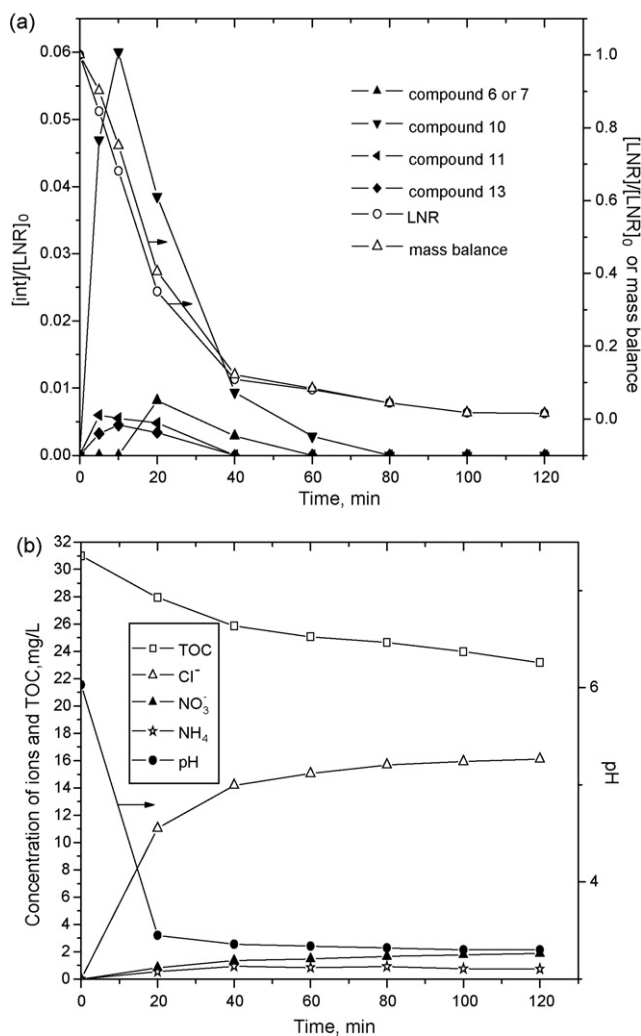 (a)
0.06
0.05
0.04
0.03
0.02
0.01
0.00
[int]/[LNR]₀
1.0
0.8
0.6
0.4
0.2
0.0
[LNR]/[LNR]₀ or mass balance
compound 6 or 7
compound 10
compound 11
compound 13
LNR
mass balance
0 20 40 60 80 100 120
Time, min
(b)
32
30
28
26
24
22
20
18
16
14
12
10
8
6
4
2
0
Concentration of ions and TOC,mg/L
TOC
Cl⁻
NO₃⁻
NH₄
pH
6
4
pH
0 20 40 60 80 100 120
Time, min